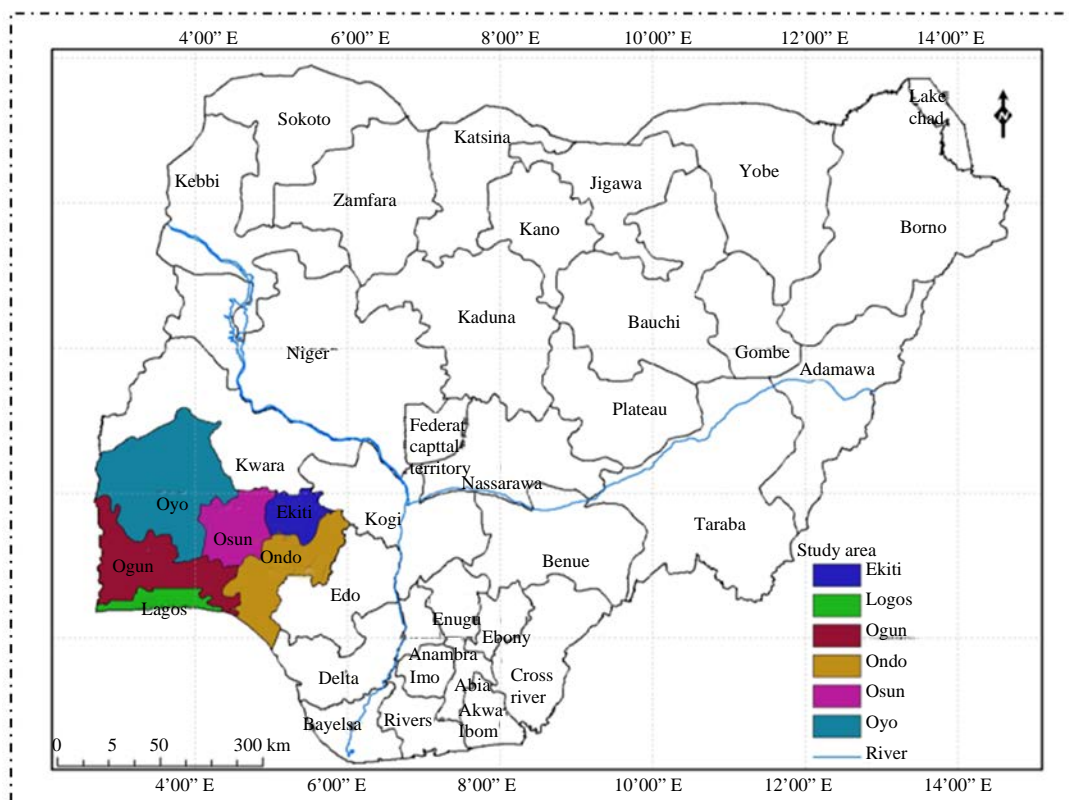 4'00” E 6'00” E 8'00” E 10'00” E 12'00” E 14'00” E
Lake
chad
Sokoto
Katsina
Yobe
Kebbi
Jigawa
Zamfara
Kano
Borno
Kaduna
Bauchi
Niger
Gombe
Adamawa
Plateau
Federat
capttal
territory
Kwara
Nassarawa
Oyo
Ekiti
Kogi
Osun
Taraba
Ondo
Ogun
Benue
Edo
Lagos
Enugu
Ebony
Anambra
Imo
Delta
Abia
Cross
river
Akwa
Ibom
Rivers
Bayelsa
Study area
Ekiti
Logos
Ogun
Ondo
Osun
Oyo
River
N
0 5 50 300 km
4'00” E 6'00” E 8'00” E 10'00” E 12'00” E 14'00” E